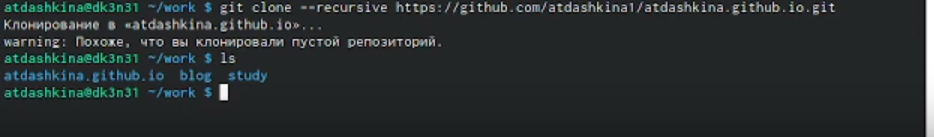 atdashkina@dk3n31 ~/work $ git clone --recursive https://github.com/atdashkina1/atdashkina.github.io.git
Клонирование в «atdashkina.github.io»...
warning: Похоже, что вы клонировали пустой репозиторий.
atdashkina@dk3n31 ~/work $ ls
atdashkina.github.io  blog  study
atdashkina@dk3n31 ~/work $